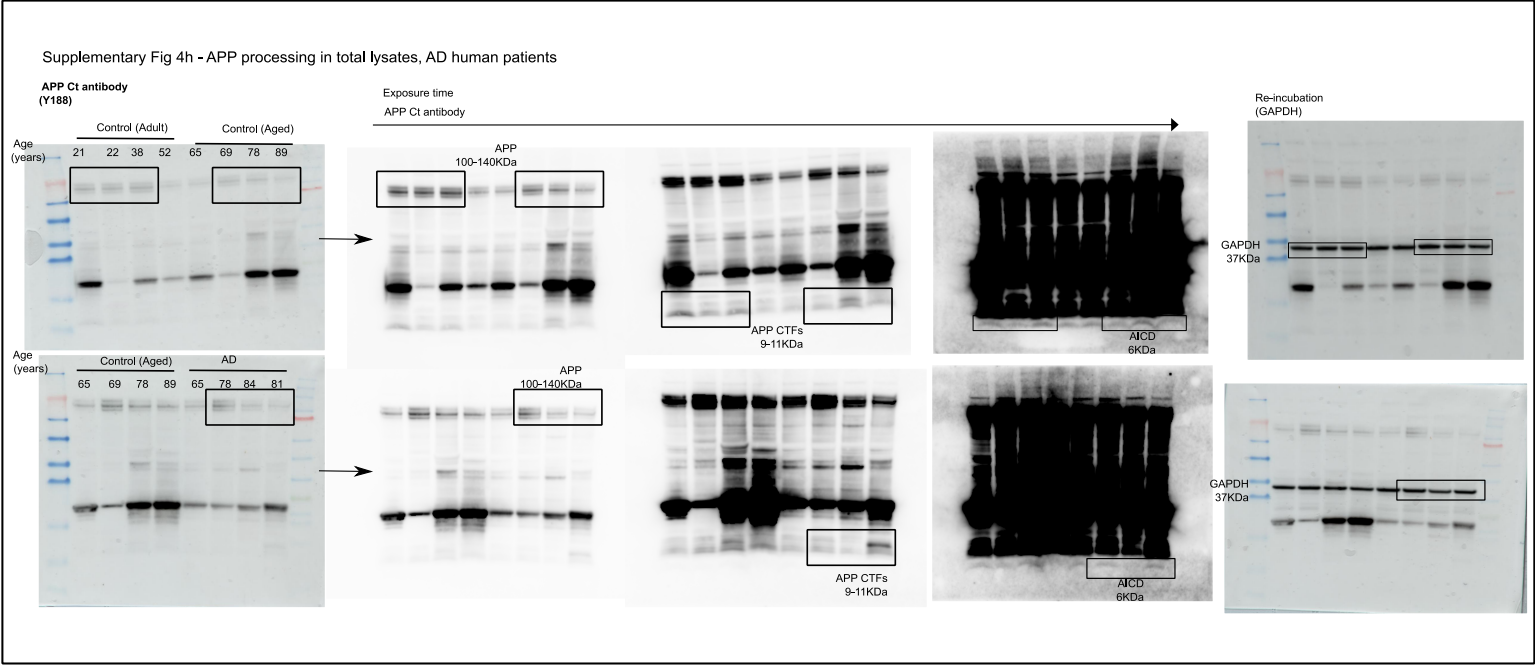 Supplementary Fig 4h - APP processing in total lysates, AD human patients
APP Ct antibody
(Y188)
Exposure time
APP Ct antibody
Re-incubation
(GAPDH)
Control (Adult) Control (Aged)
Age
(years)
21 22 38 52 65 69 78 89
APP
100-140KDa
APP CTFs
9-11KDa
AICD
6KDa
GAPDH
37KDa
Age
(years)
Control (Aged) AD
65 69 78 89 65 78 84 81
APP
100-140KDa
APP CTFs
9-11KDa
AICD
6KDa
GAPDH
37KDa